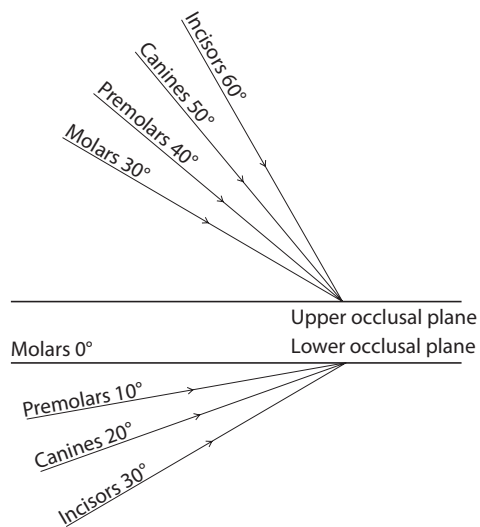 Incisors 60°
Canines 50°
Premolars 40°
Molars 30°
Upper occlusal plane
Molars 0°
Lower occlusal plane
Premolars 10°
Canines 20°
Incisors 30°